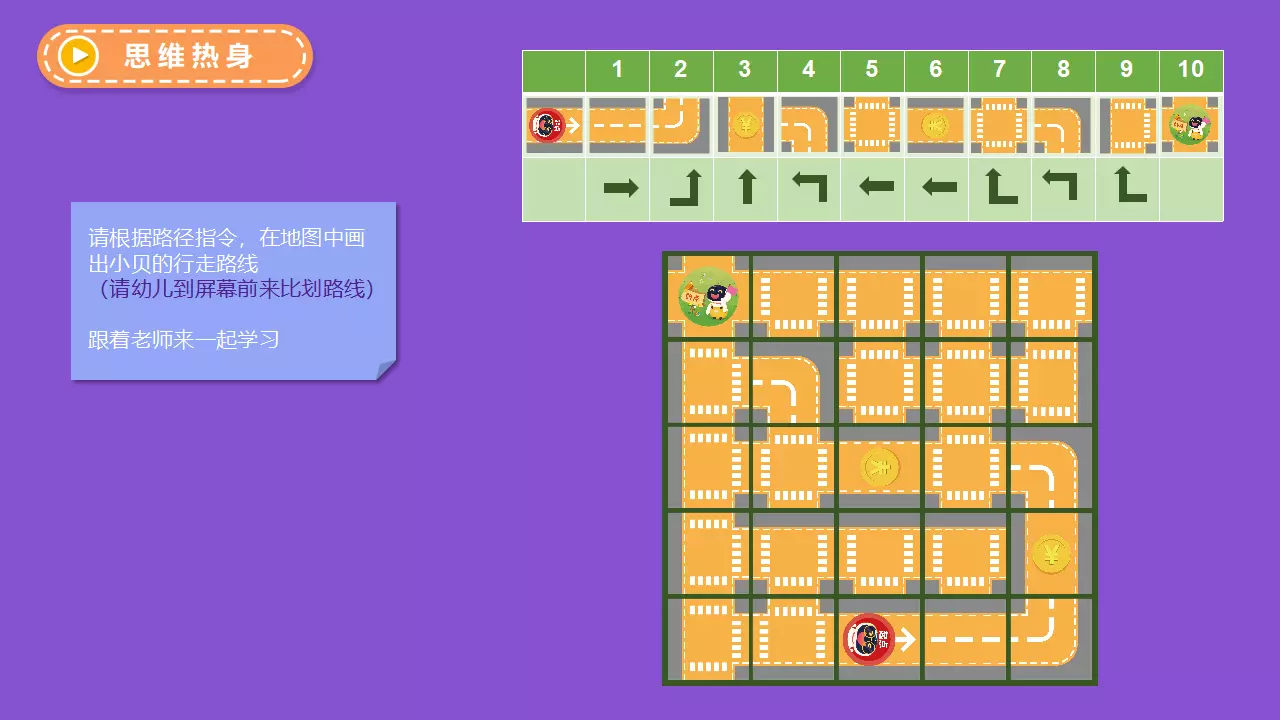 思维热身
1 2 3 4 5 6 7 8 9 10
请根据路径指令，在地图中画
出小贝的行走路线
（请幼儿到屏幕前来比划路线）
跟着老师来一起学习